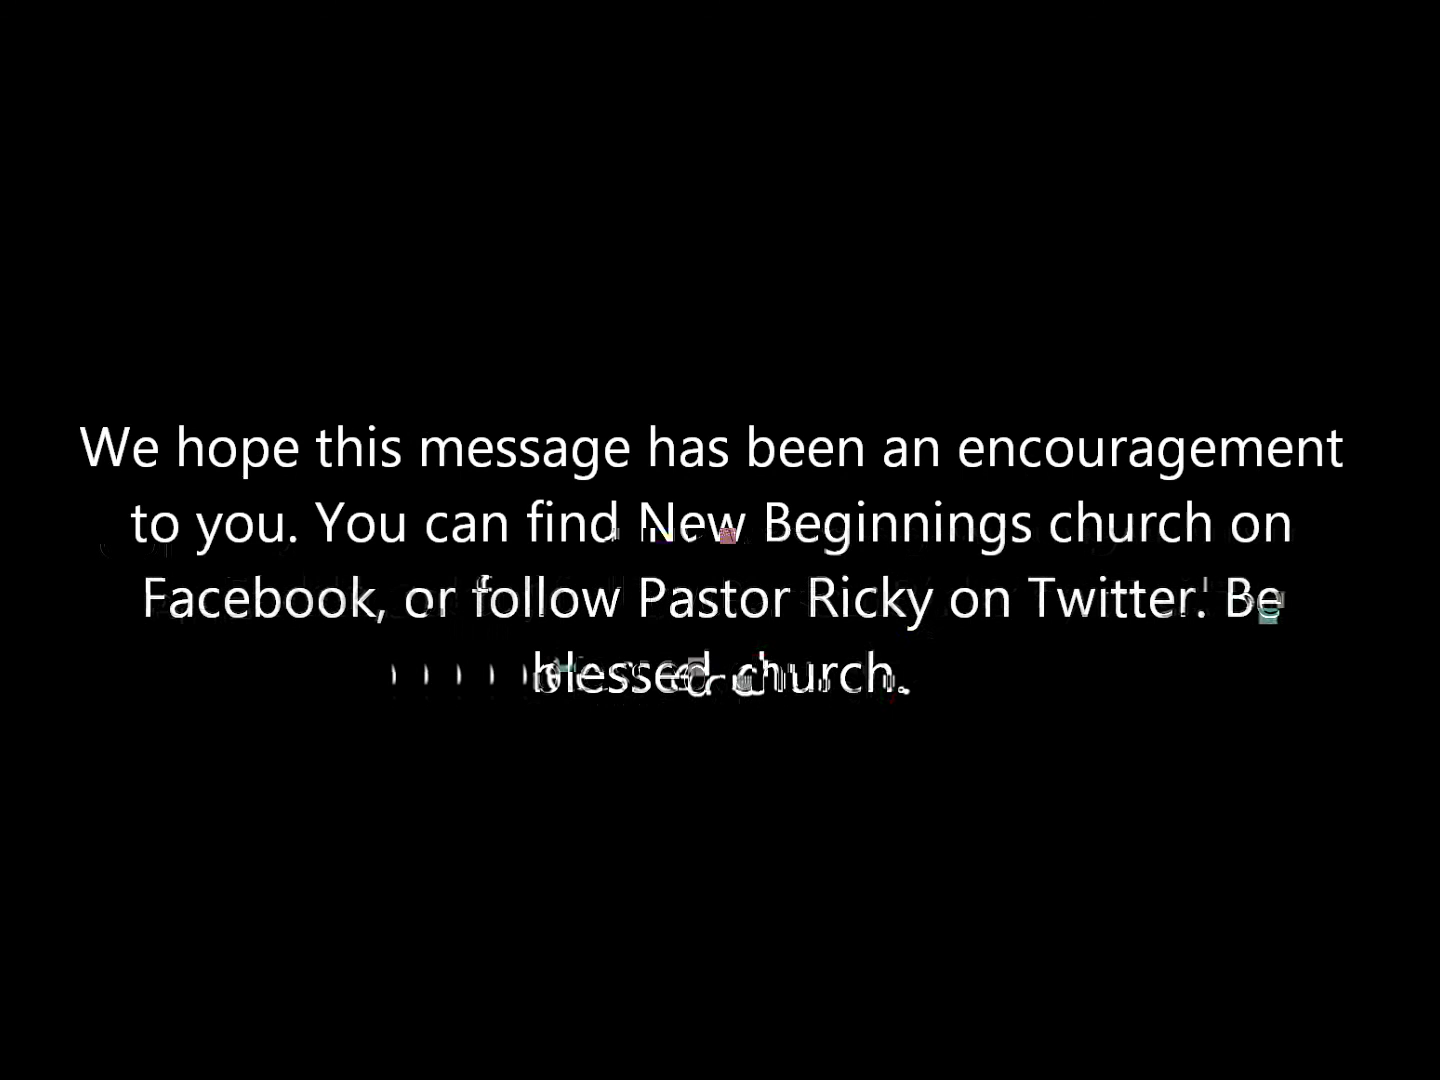 We hope this message has been an encouragement
to you. You can find New Beginnings church on
Facebook, or follow Pastor Ricky on Twitter. Be
blessed church.